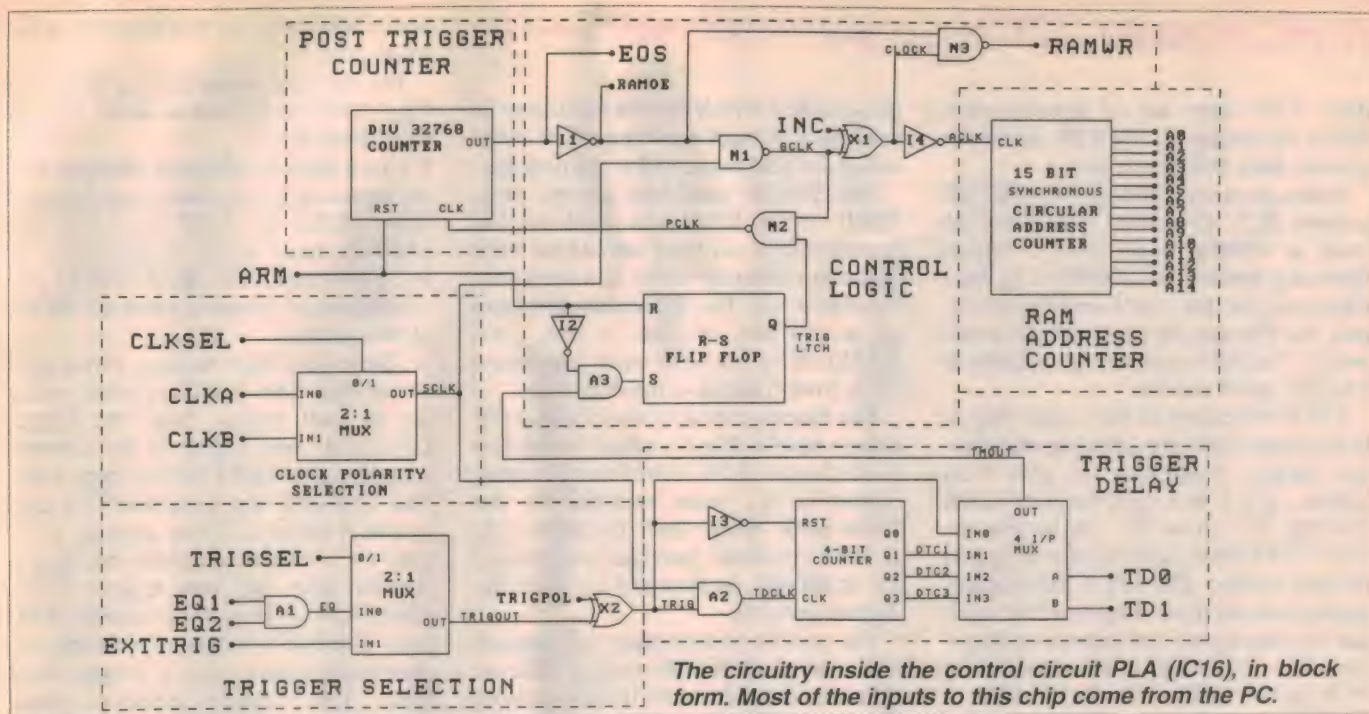 POST TRIGGER
COUNTER
DIV 32768
COUNTER
OUT
RST
CLK
EOS
RAMOE
I1
INC
N1
BCLK
X1
CLOCK
N3
RAMWR
I4
ACLK
CLK
15 BIT
SYNCHRONOUS
CIRCULAR
ADDRESS
COUNTER
A0
A1
A2
A3
A4
A5
A6
A7
A8
A9
A10
A11
A12
A13
A14
RAM
ADDRESS
COUNTER
PCLK
N2
CONTROL
LOGIC
ARM
I2
A3
R
S
Q
R-S
FLIP FLOP
TRIG
LTCH
CLKSEL
CLKA
CLKB
0/1
IN0
IN1
OUT
2:1
MUX
SCLK
CLOCK POLARITY
SELECTION
TRIGSEL
EQ1
EQ2
EXTTRIG
A1
EQ
0/1
2:1
MUX
IN0
IN1
OUT
TRIGOUT
TRIGPOL
X2
TRIG
TRIGGER SELECTION
TMOUT
TRIGGER
DELAY
I3
A2
TDCLK
RST
4-BIT
COUNTER
CLK
Q0
Q1
Q2
Q3
DTC1
DTC2
DTC3
OUT
IN0
IN1
IN2
IN3
4 I/P
MUX
A
B
TD0
TD1
The circuitry inside the control circuit PLA (IC16), in block
form. Most of the inputs to this chip come from the PC.